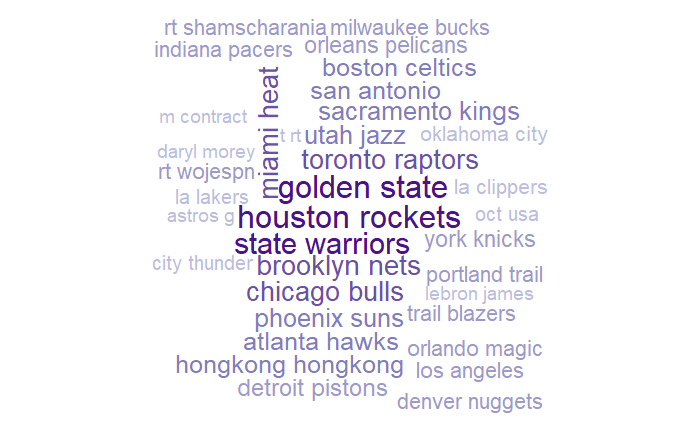 rt shamscharania
milwaukee bucks
indiana pacers
orleans pelicans
boston celtics
miami heat
san antonio
sacramento kings
m contract
t rt
utah jazz
oklahoma city
daryl morey
toronto raptors
rt wojespn
golden state
la clippers
la lakers
astros g
houston rockets
oct usa
state warriors
york knicks
city thunder
brooklyn nets
portland trail
chicago bulls
lebron james
phoenix suns
trail blazers
atlanta hawks
orlando magic
hongkong hongkong
los angeles
detroit pistons
denver nuggets